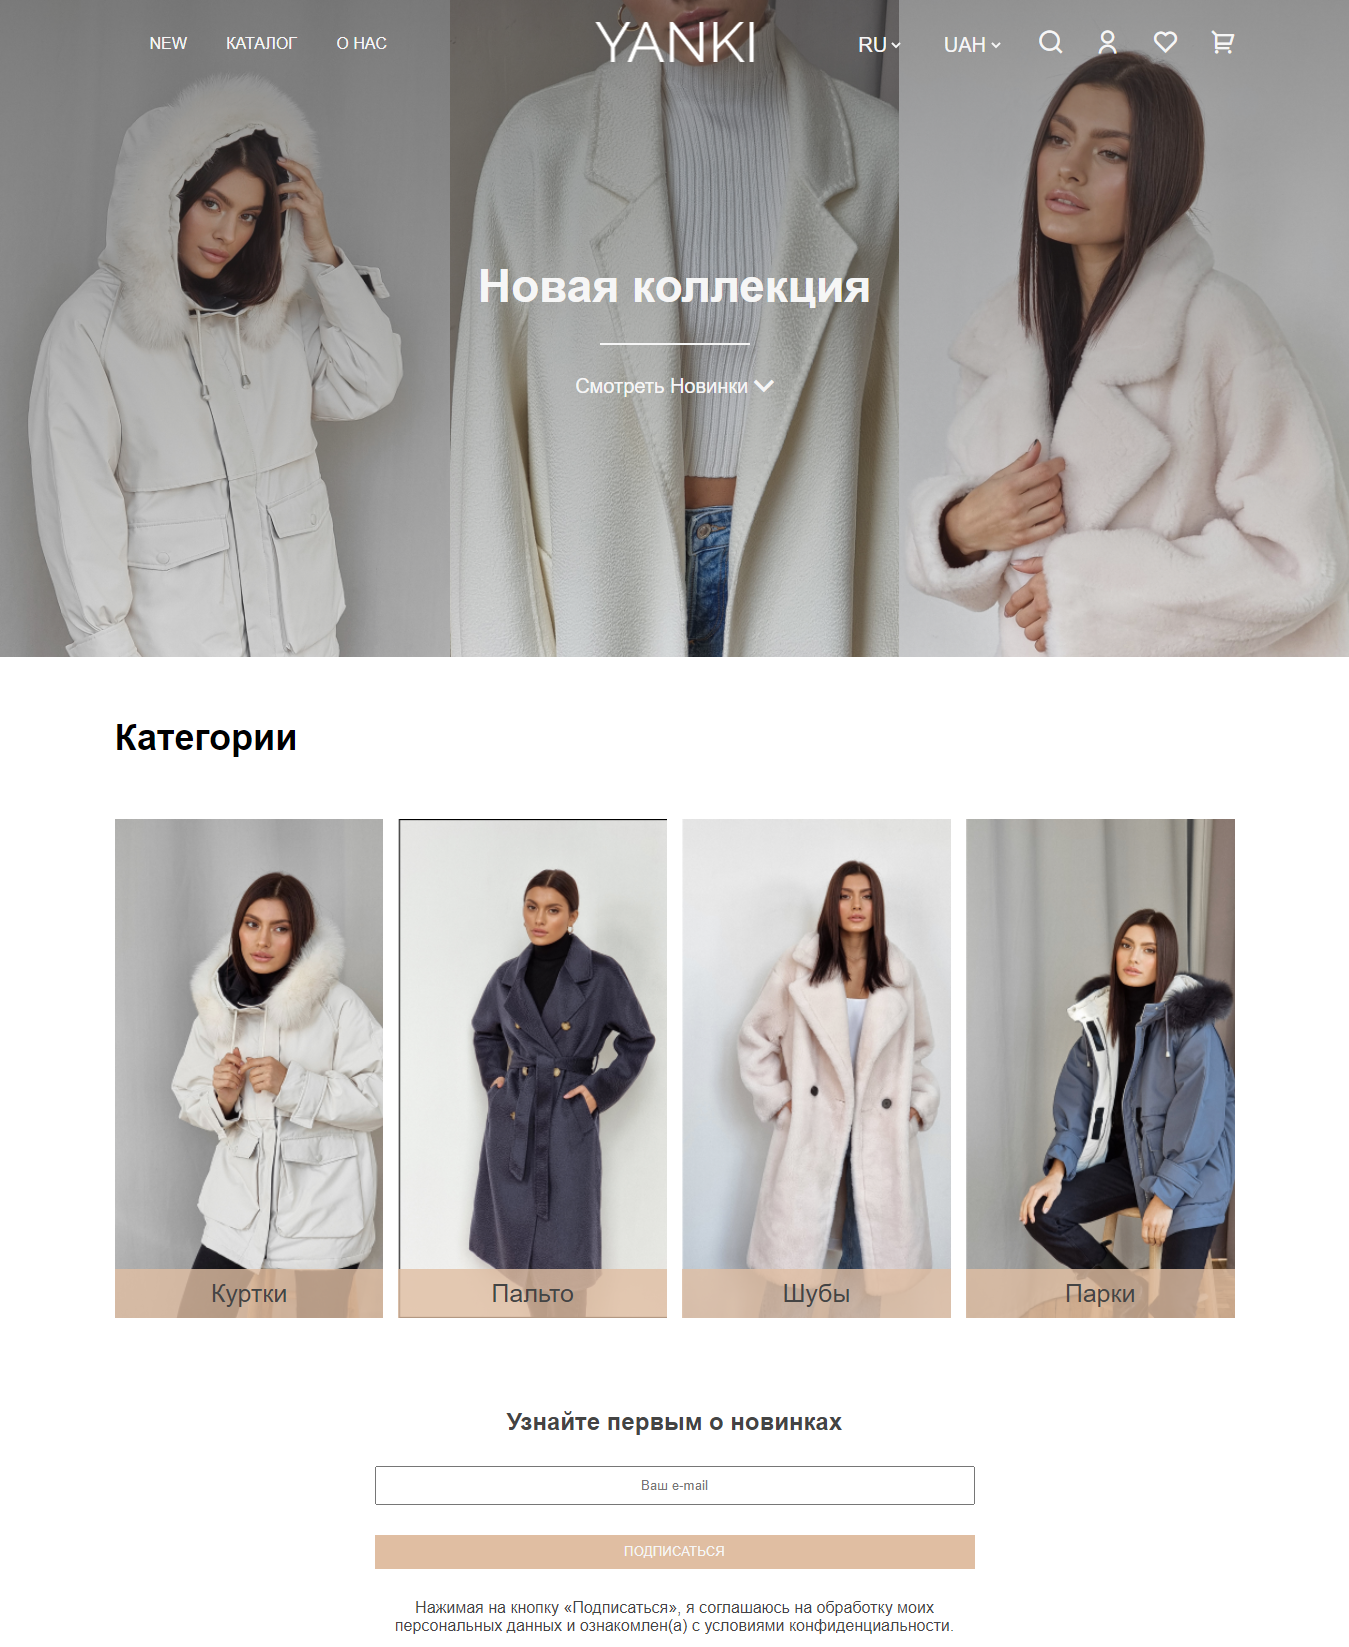 NEW КАТАЛОГ О НАС YANKI RU UAH
Новая коллекция
Смотреть Новинки
Категории
Куртки Пальто Шубы Парки
Узнайте первым о новинках
Ваш e-mail
ПОДПИСАТЬСЯ
Нажимая на кнопку «Подписаться», я соглашаюсь на обработку моих
персональных данных и ознакомлен(а) с условиями конфиденциальности.